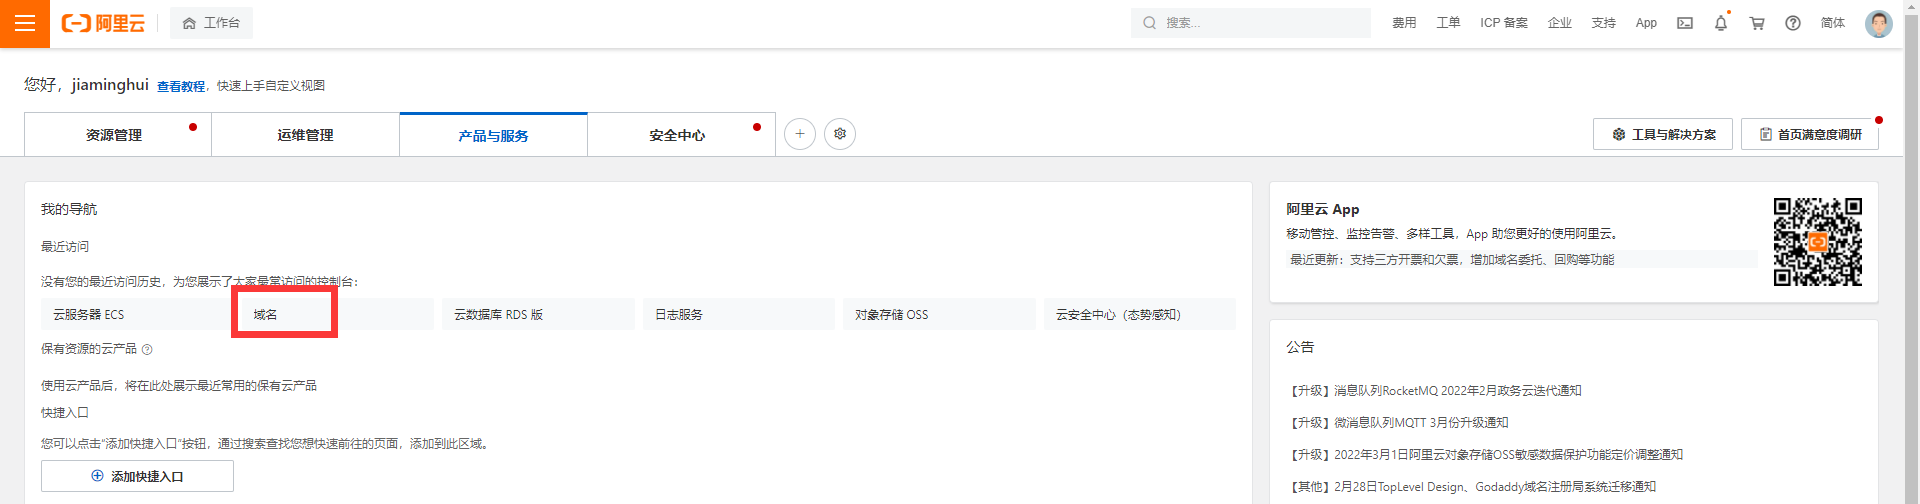 阿里云
工作台
搜索...
费用 工单 ICP 备案 企业 支持 App 简体
您好，jiaminghui 查看教程，快速上手自定义视图
资源管理 运维管理 产品与服务 安全中心
工具与解决方案 首页满意度调研
我的导航
最近访问
没有您的最近访问历史，为您展示了大家最常访问的控制台：
云服务器 ECS 域名 云数据库 RDS 版 日志服务 对象存储 OSS 云安全中心（态势感知）
保有资源的云产品
使用云产品后，将在此处展示最近常用的保有云产品
快捷入口
您可以点击“添加快捷入口”按钮，通过搜索查找您想快速前往的页面，添加到此区域。
添加快捷入口
阿里云 App
移动管控、监控告警、多样工具，App 助您更好的使用阿里云。
最近更新：支持三方开票和欠票，增加域名委托、回购等功能
公告
【升级】消息队列RocketMQ 2022年2月政务云迭代通知
【升级】微消息队列MQTT 3月份升级通知
【升级】2022年3月1日阿里云对象存储OSS敏感数据保护功能定价调整通知
【其他】2月28日TopLevel Design、Godaddy域名注册局系统迁移通知